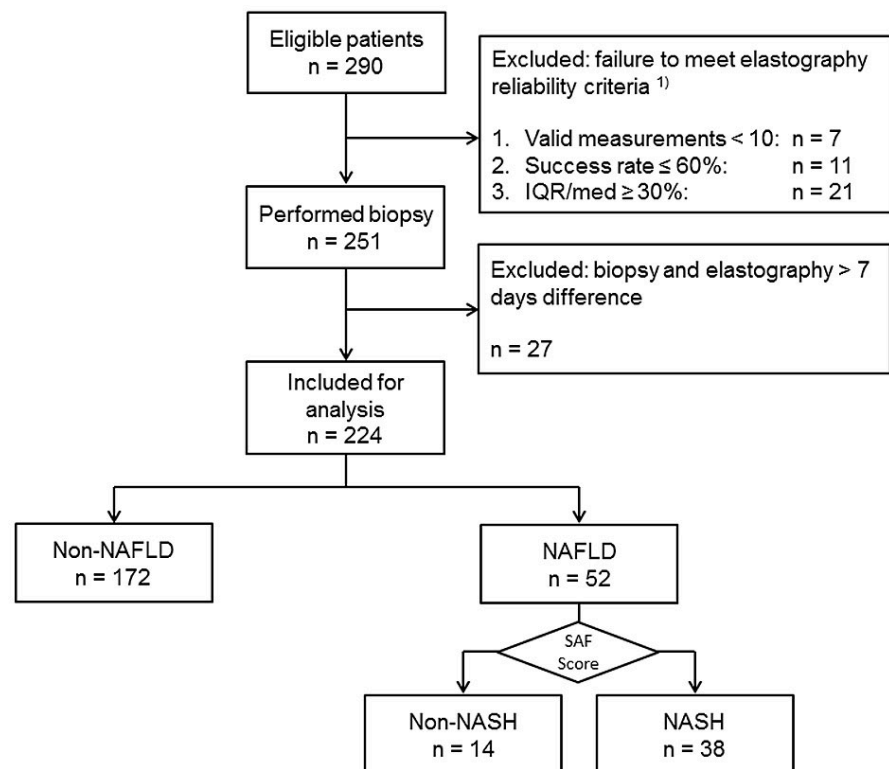 Eligible patients
n = 290
Excluded: failure to meet elastography
reliability criteria 1)
1. Valid measurements < 10: n = 7
2. Success rate ≤ 60%: n = 11
3. IQR/med ≥ 30%: n = 21
Performed biopsy
n = 251
Excluded: biopsy and elastography > 7
days difference
n = 27
Included for
analysis
n = 224
Non-NAFLD
n = 172
NAFLD
n = 52
SAF
Score
Non-NASH
n = 14
NASH
n = 38